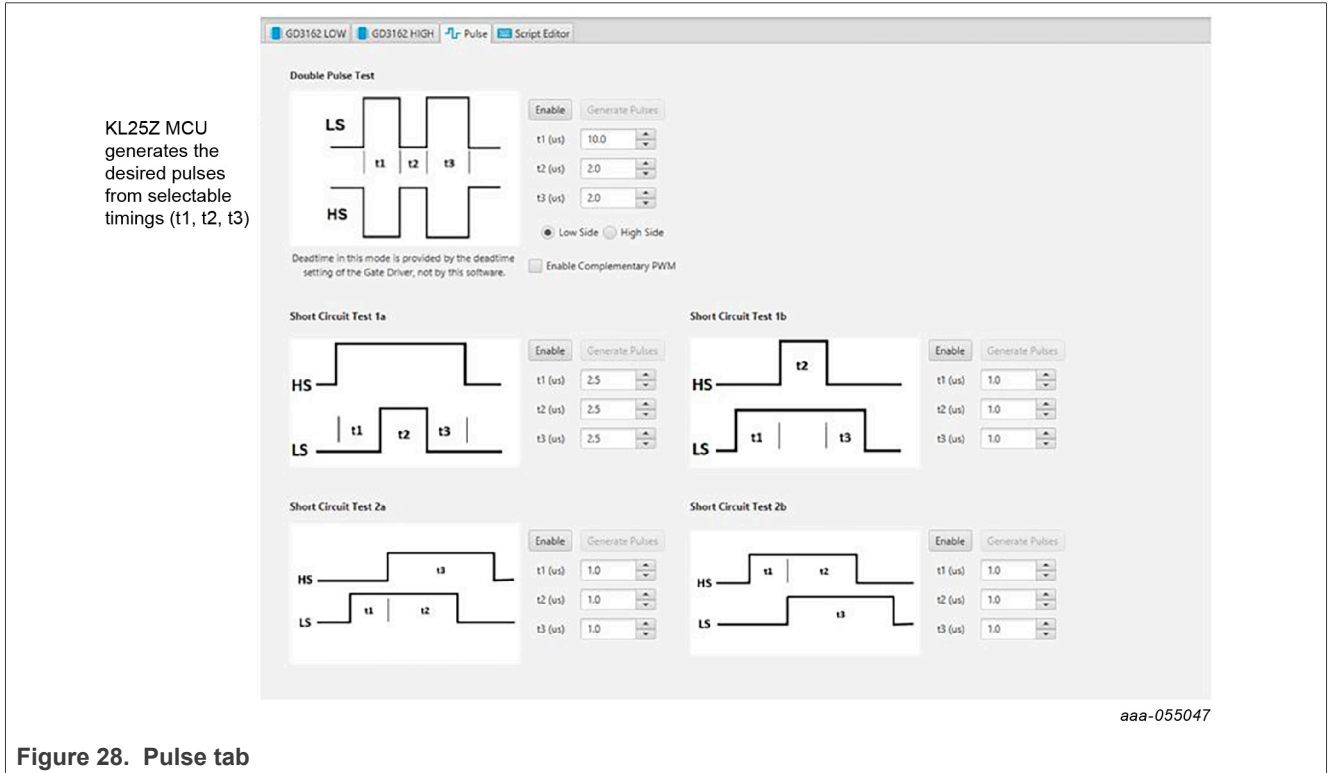 GD3162 LOW GD3162 HIGH Pulse Script Editor
KL25Z MCU
generates the
desired pulses
from selectable
timings (t1, t2, t3)
Double Pulse Test
LS
t1 t2 t3
HS
Deadtime in this mode is provided by the deadtime
setting of the Gate Driver, not by this software.
Enable Generate Pulses
t1 (us) 10.0
t2 (us) 2.0
t3 (us) 2.0
Low Side High Side
Enable Complementary PWM
Short Circuit Test 1a
HS
t1 t2 t3
LS
Enable Generate Pulses
t1 (us) 2.5
t2 (us) 2.5
t3 (us) 2.5
Short Circuit Test 1b
t2
HS
t1 t3
LS
Enable Generate Pulses
t1 (us) 1.0
t2 (us) 1.0
t3 (us) 1.0
Short Circuit Test 2a
t3
HS
t1 t2
LS
Enable Generate Pulses
t1 (us) 1.0
t2 (us) 1.0
t3 (us) 1.0
Short Circuit Test 2b
t1 t2
HS
t3
LS
Enable Generate Pulses
t1 (us) 1.0
t2 (us) 1.0
t3 (us) 1.0
aaa-055047
Figure 28. Pulse tab